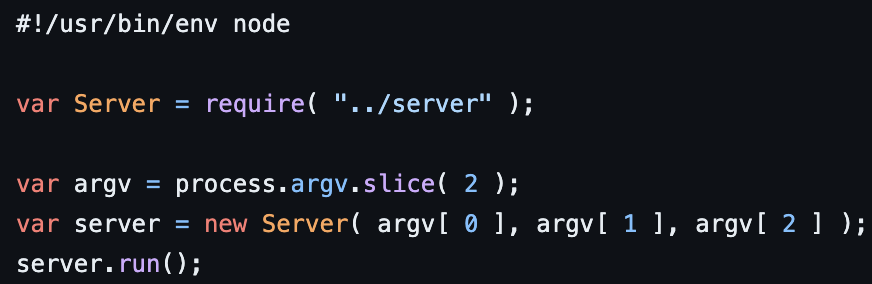 #!/usr/bin/env node
var Server = require( "../server" );
var argv = process.argv.slice( 2 );
var server = new Server( argv[ 0 ], argv[ 1 ], argv[ 2 ] );
server.run();